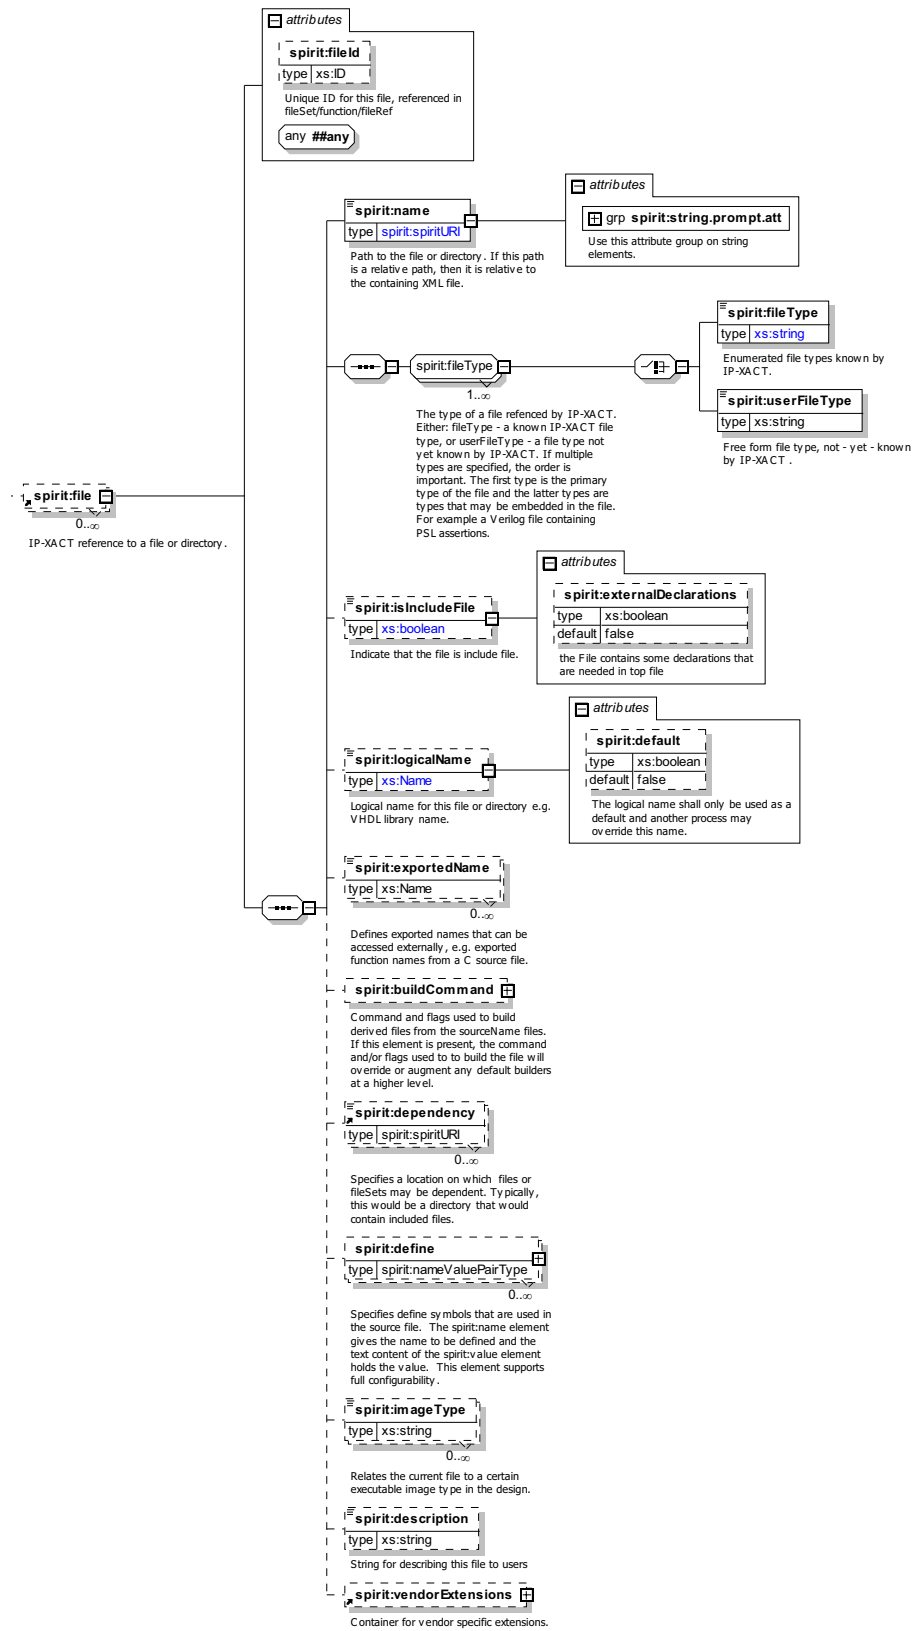 attributes
spirit:fileId
type xs:ID
Unique ID for this file, referenced in
fileSet/function/fileRef
any ##any
attributes
spirit:name
type spirit:spiritURI
grp spirit:string.prompt.att
Use this attribute group on string
elements.
Path to the file or directory. If this path
is a relative path, then it is relative to
the containing XML file.
spirit:fileType
type xs:string
Enumerated file types known by
IP-XACT.
spirit:fileType
1..∞
spirit:userFileType
type xs:string
Free form file type, not - yet - known
by IP-XACT .
The type of a file refenced by IP-XACT.
Either: fileType - a known IP-XACT file
type, or userFileType - a file type not
yet known by IP-XACT. If multiple
types are specified, the order is
important. The first type is the primary
type of the file and the latter types are
types that may be embedded in the file.
For example a Verilog file containing
PSL assertions.
spirit:file
0..∞
IP-XACT reference to a file or directory.
attributes
spirit:isIncludeFile
type xs:boolean
Indicate that the file is include file.
spirit:externalDeclarations
type xs:boolean
default false
the File contains some declarations that
are needed in top file
attributes
spirit:logicalName
type xs:Name
Logical name for this file or directory e.g.
VHDL library name.
spirit:default
type xs:boolean
default false
The logical name shall only be used as a
default and another process may
override this name.
spirit:exportedName
type xs:Name
0..∞
Defines exported names that can be
accessed externally, e.g. exported
function names from a C source file.
spirit:buildCommand
Command and flags used to build
derived files from the sourceName files.
If this element is present, the command
and/or flags used to to build the file will
override or augment any default builders
at a higher level.
spirit:dependency
type spirit:spiritURI
0..∞
Specifies a location on which files or
fileSets may be dependent. Typically,
this would be a directory that would
contain included files.
spirit:define
type spirit:nameValuePairType
0..∞
Specifies define symbols that are used in
the source file. The spirit:name element
gives the name to be defined and the
text content of the spirit:value element
holds the value. This element supports
full configurability.
spirit:imageType
type xs:string
0..∞
Relates the current file to a certain
executable image type in the design.
spirit:description
type xs:string
String for describing this file to users
spirit:vendorExtensions
Container for vendor specific extensions.